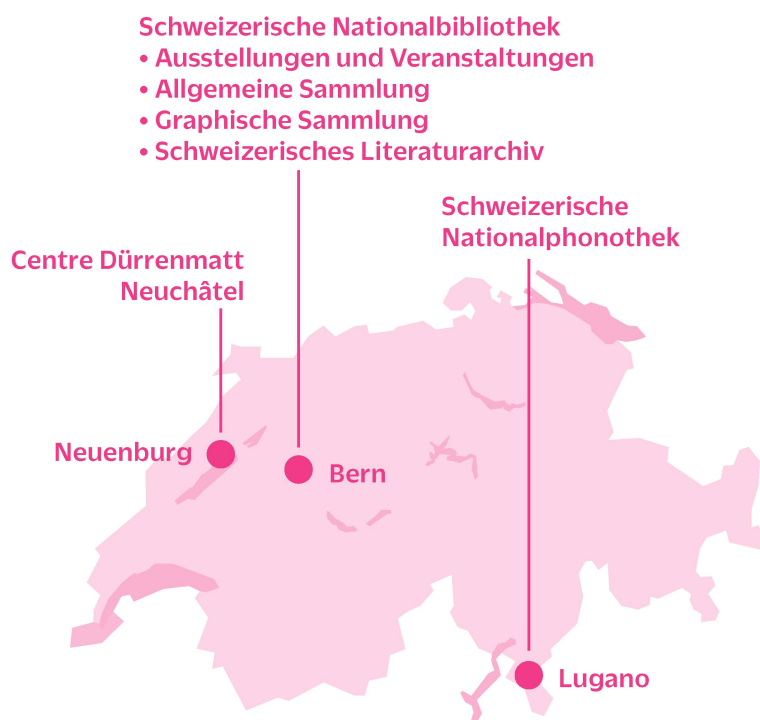 Schweizerische Nationalbibliothek
• Ausstellungen und Veranstaltungen
• Allgemeine Sammlung
• Graphische Sammlung
• Schweizerisches Literaturarchiv
Schweizerische
Nationalphonothek
Centre Dürrenmatt
Neuchâtel
Neuenburg
Bern
Lugano